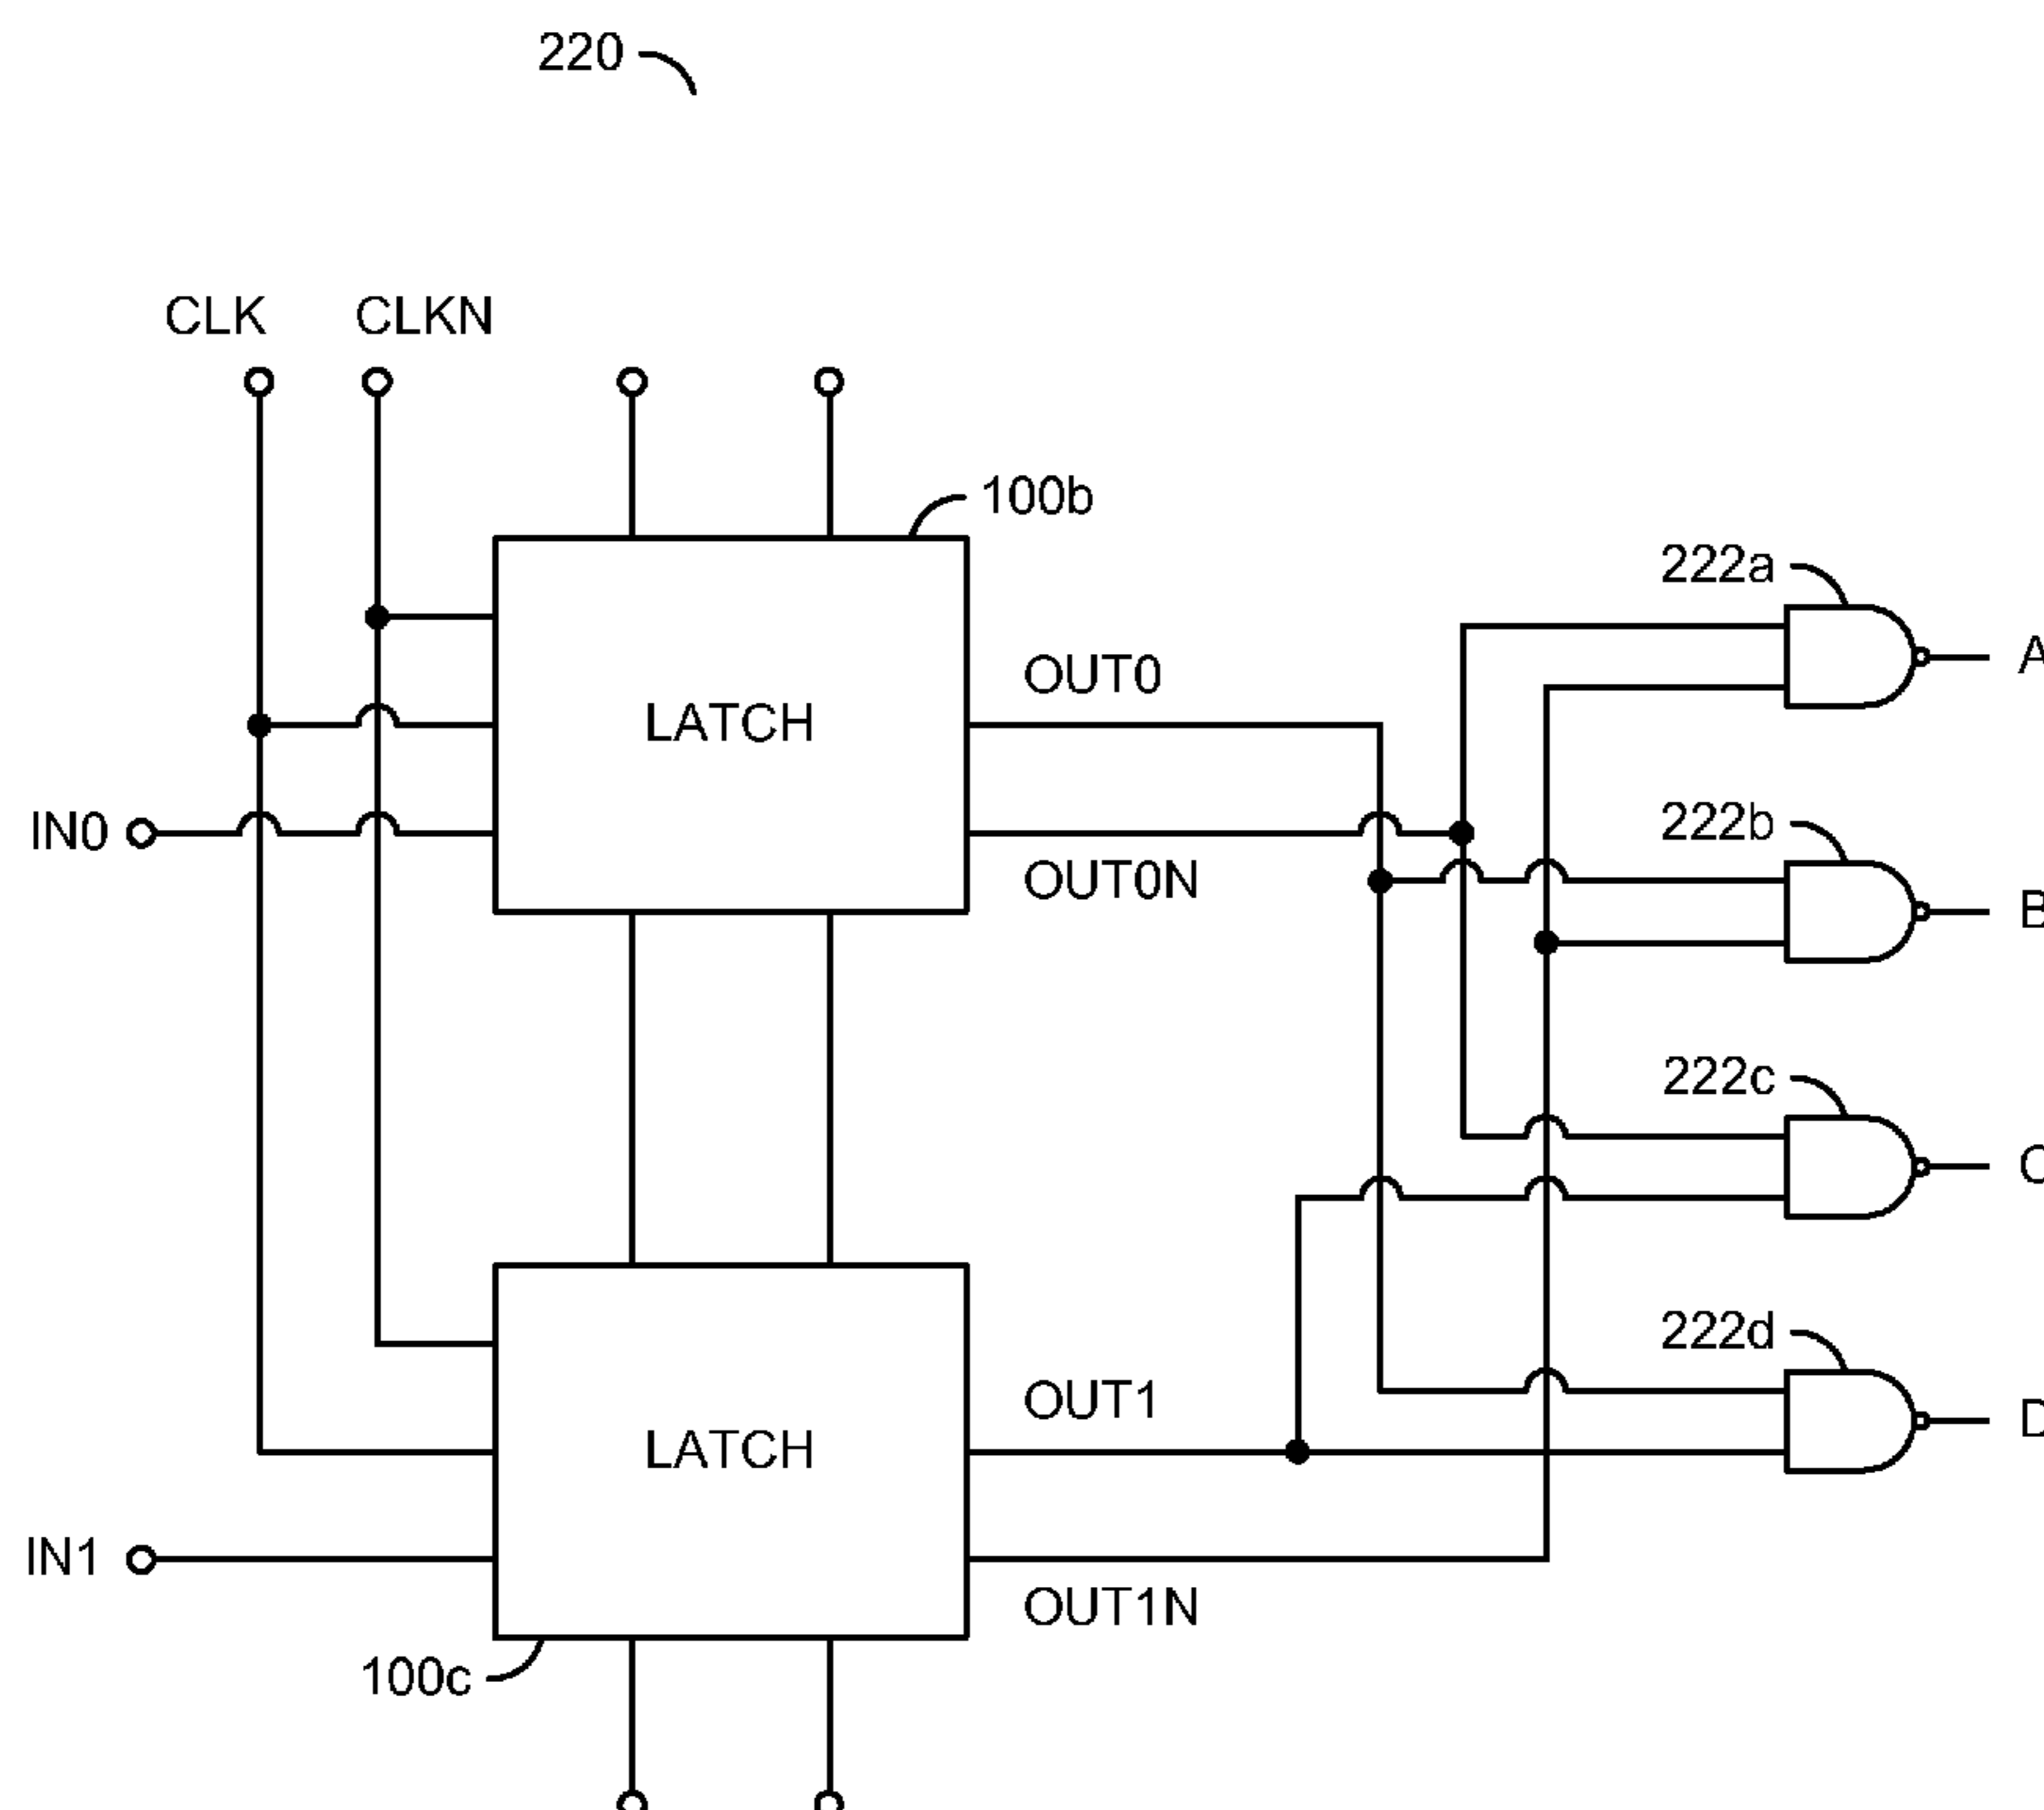 220
CLK CLKN
100b
222a
A
OUT0
LATCH
222b
IN0
OUT0N
B
222c
C
222d
OUT1
D
LATCH
IN1
OUT1N
100c